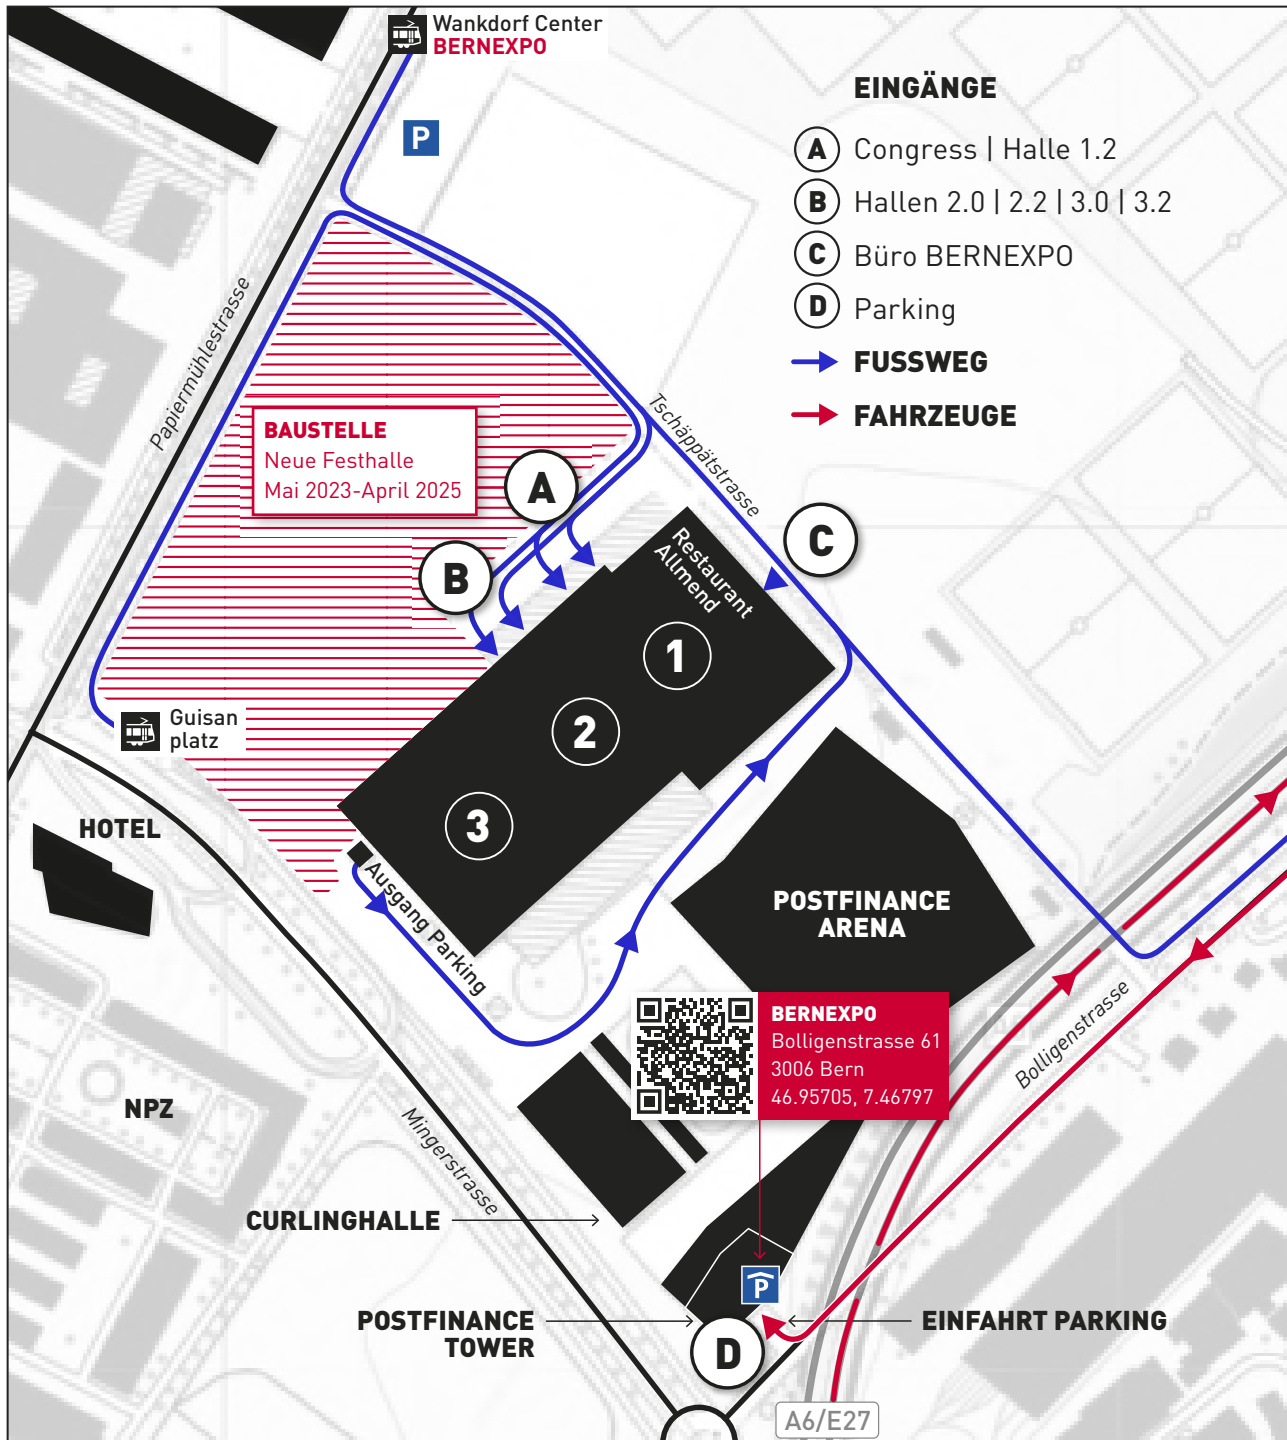 Wankdorf Center
BERNEXPO
P
EINGÄNGE
A Congress | Halle 1.2
B Hallen 2.0 | 2.2 | 3.0 | 3.2
C Büro BERNEXPO
D Parking
FUSSWEG
FAHRZEUGE
Papiermühlestrasse
Tschäppätstrasse
BAUSTELLE
Neue Festhalle
Mai 2023-April 2025
A
B
C
Restaurant
Allmend
1
2
3
Guisan
platz
HOTEL
Ausgang Parking
POSTFINANCE
ARENA
BERNEXPO
Bolligenstrasse 61
3006 Bern
46.95705, 7.46797
Bolligenstrasse
NPZ
Mingerstrasse
CURLINGHALLE
P
POSTFINANCE
TOWER
EINFAHRT PARKING
D
A6/E27